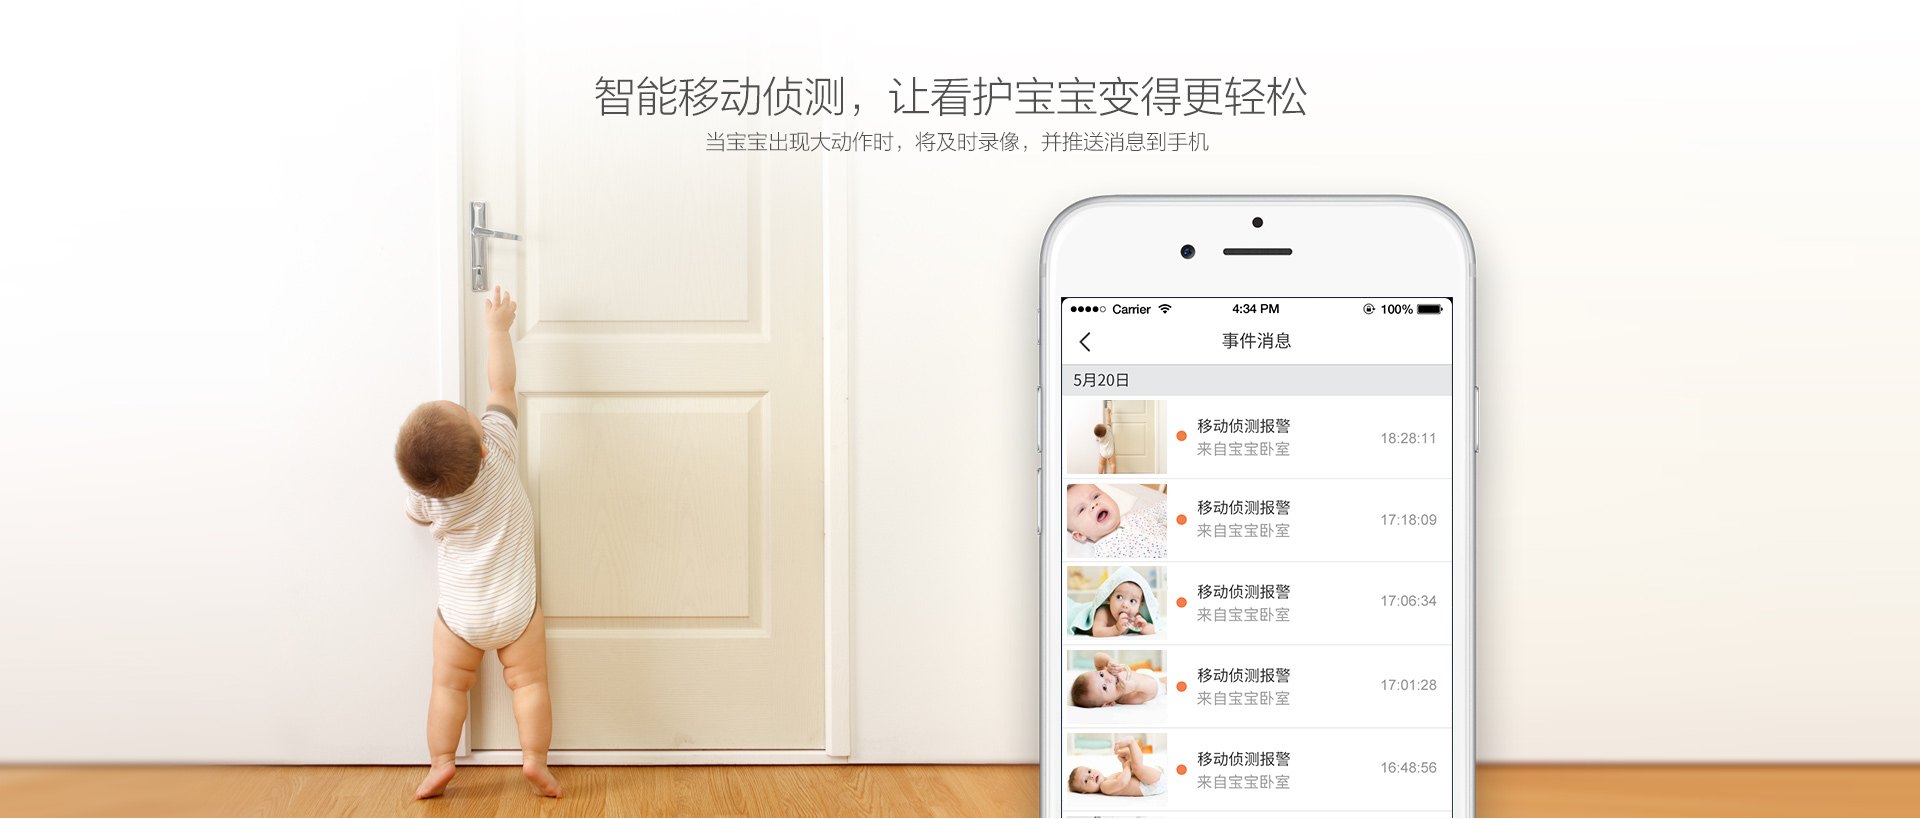 智能移动侦测，让看护宝宝变得更轻松
当宝宝出现大动作时，将及时录像，并推送消息到手机
Carrier 4:34 PM 100%
事件消息
5月20日
移动侦测报警
来自宝宝卧室
18:28:11
移动侦测报警
来自宝宝卧室
17:18:09
移动侦测报警
来自宝宝卧室
17:06:34
移动侦测报警
来自宝宝卧室
17:01:28
移动侦测报警
来自宝宝卧室
16:48:56